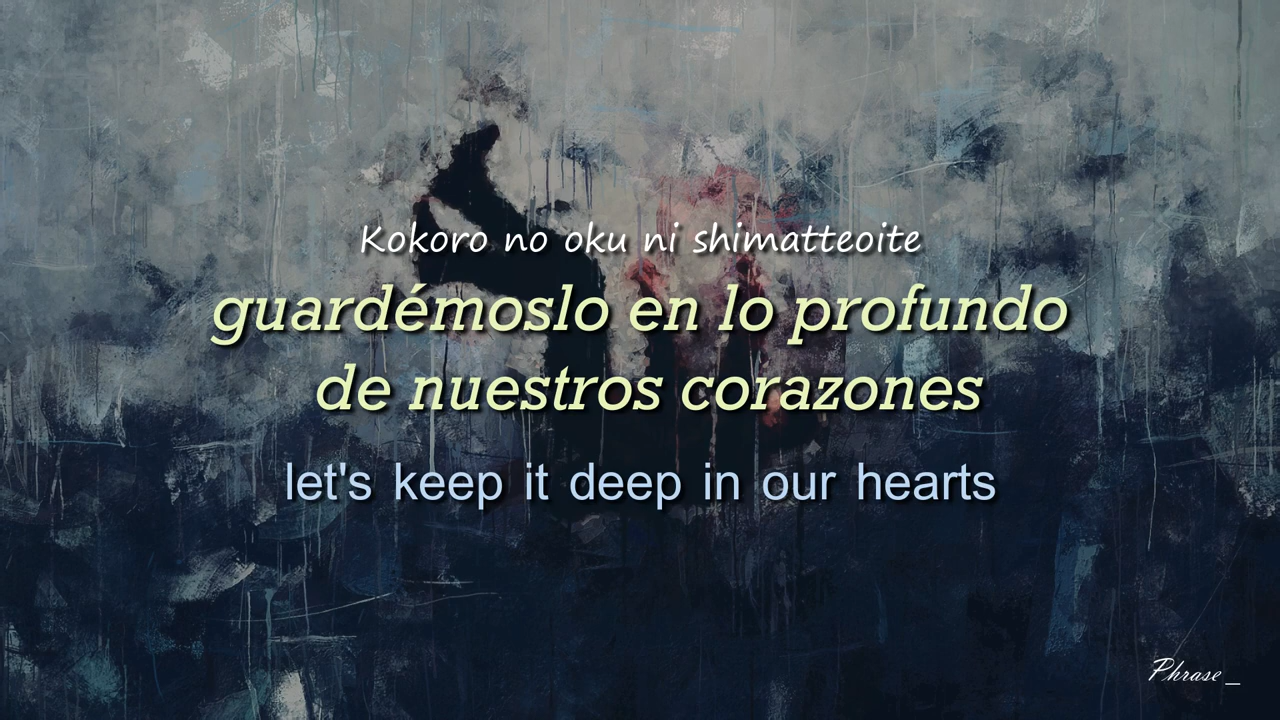 Kokoro no oku ni shimatteoite
guardémoslo en lo profundo
de nuestros corazones
let's keep it deep in our hearts
Phrase_